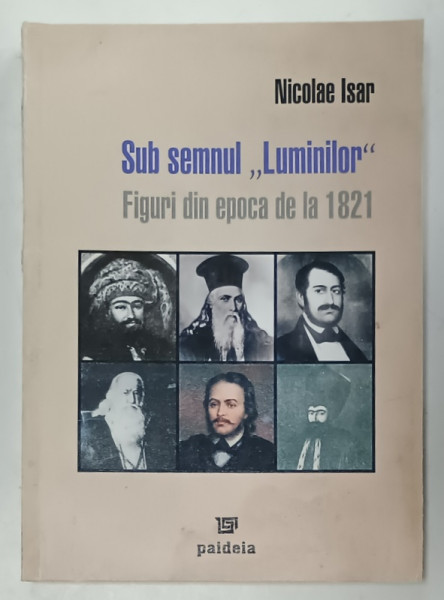 Nicolae Isar
Sub semnul „Luminilor“
Figuri din epoca de la 1821
paideia